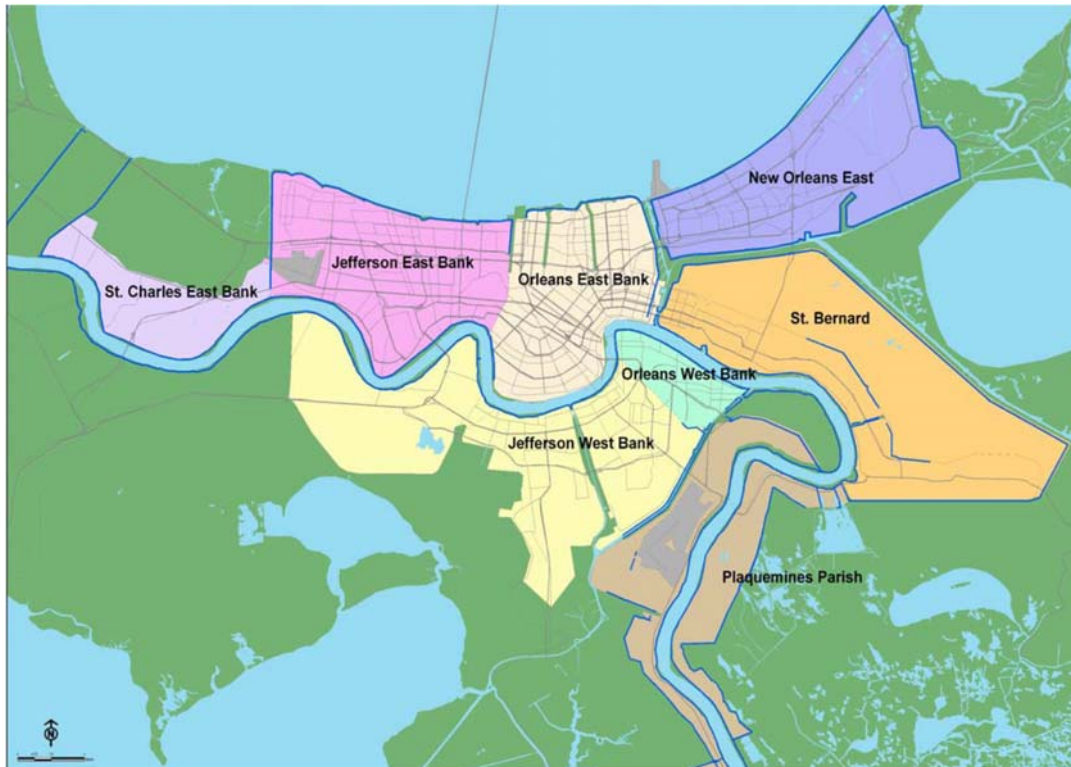 New Orleans East
Jefferson East Bank
Orleans East Bank
St. Charles East Bank
St. Bernard
Orleans West Bank
Jefferson West Bank
Plaquemines Parish
N